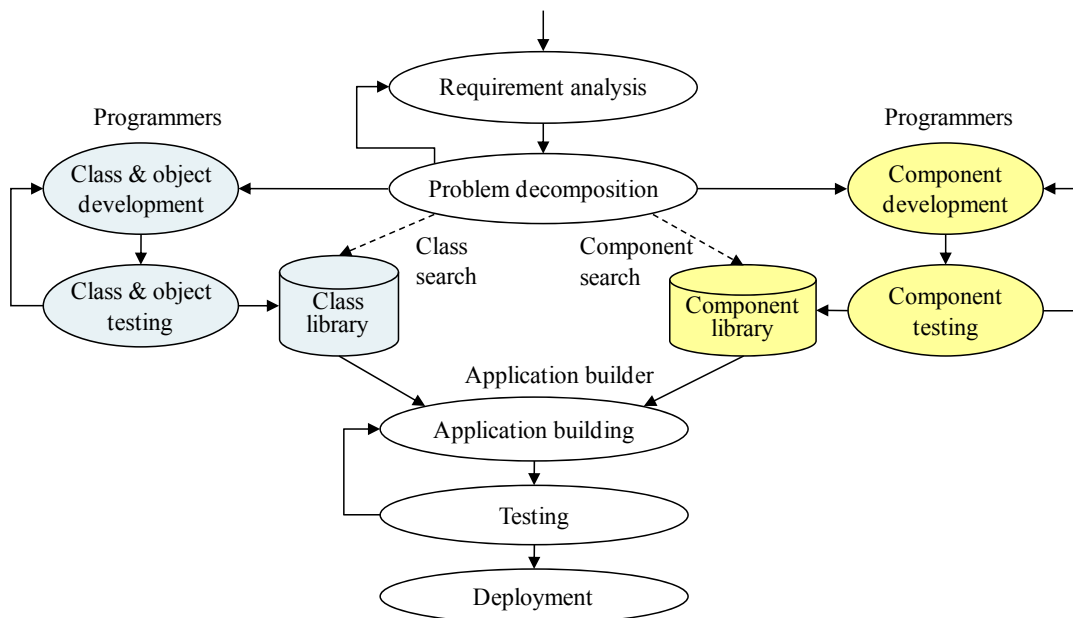 Requirement analysis
Programmers
Programmers
Class & object
development
Problem decomposition
Component
development
Class
search
Component
search
Class & object
testing
Class
library
Component
library
Component
testing
Application builder
Application building
Testing
Deployment